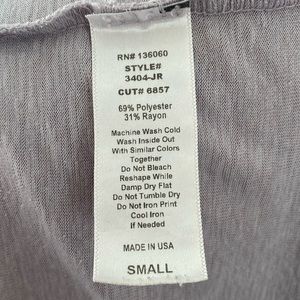 RN# 136060
STYLE#
3404-JR
CUT# 6857
69% Polyester
31% Rayon
Machine Wash Cold
Wash Inside Out
With Similar Colors
Together
Do Not Bleach
Reshape While
Damp Dry Flat
Do Not Tumble Dry
Do Not Iron Print
Cool Iron
If Needed
MADE IN USA
SMALL